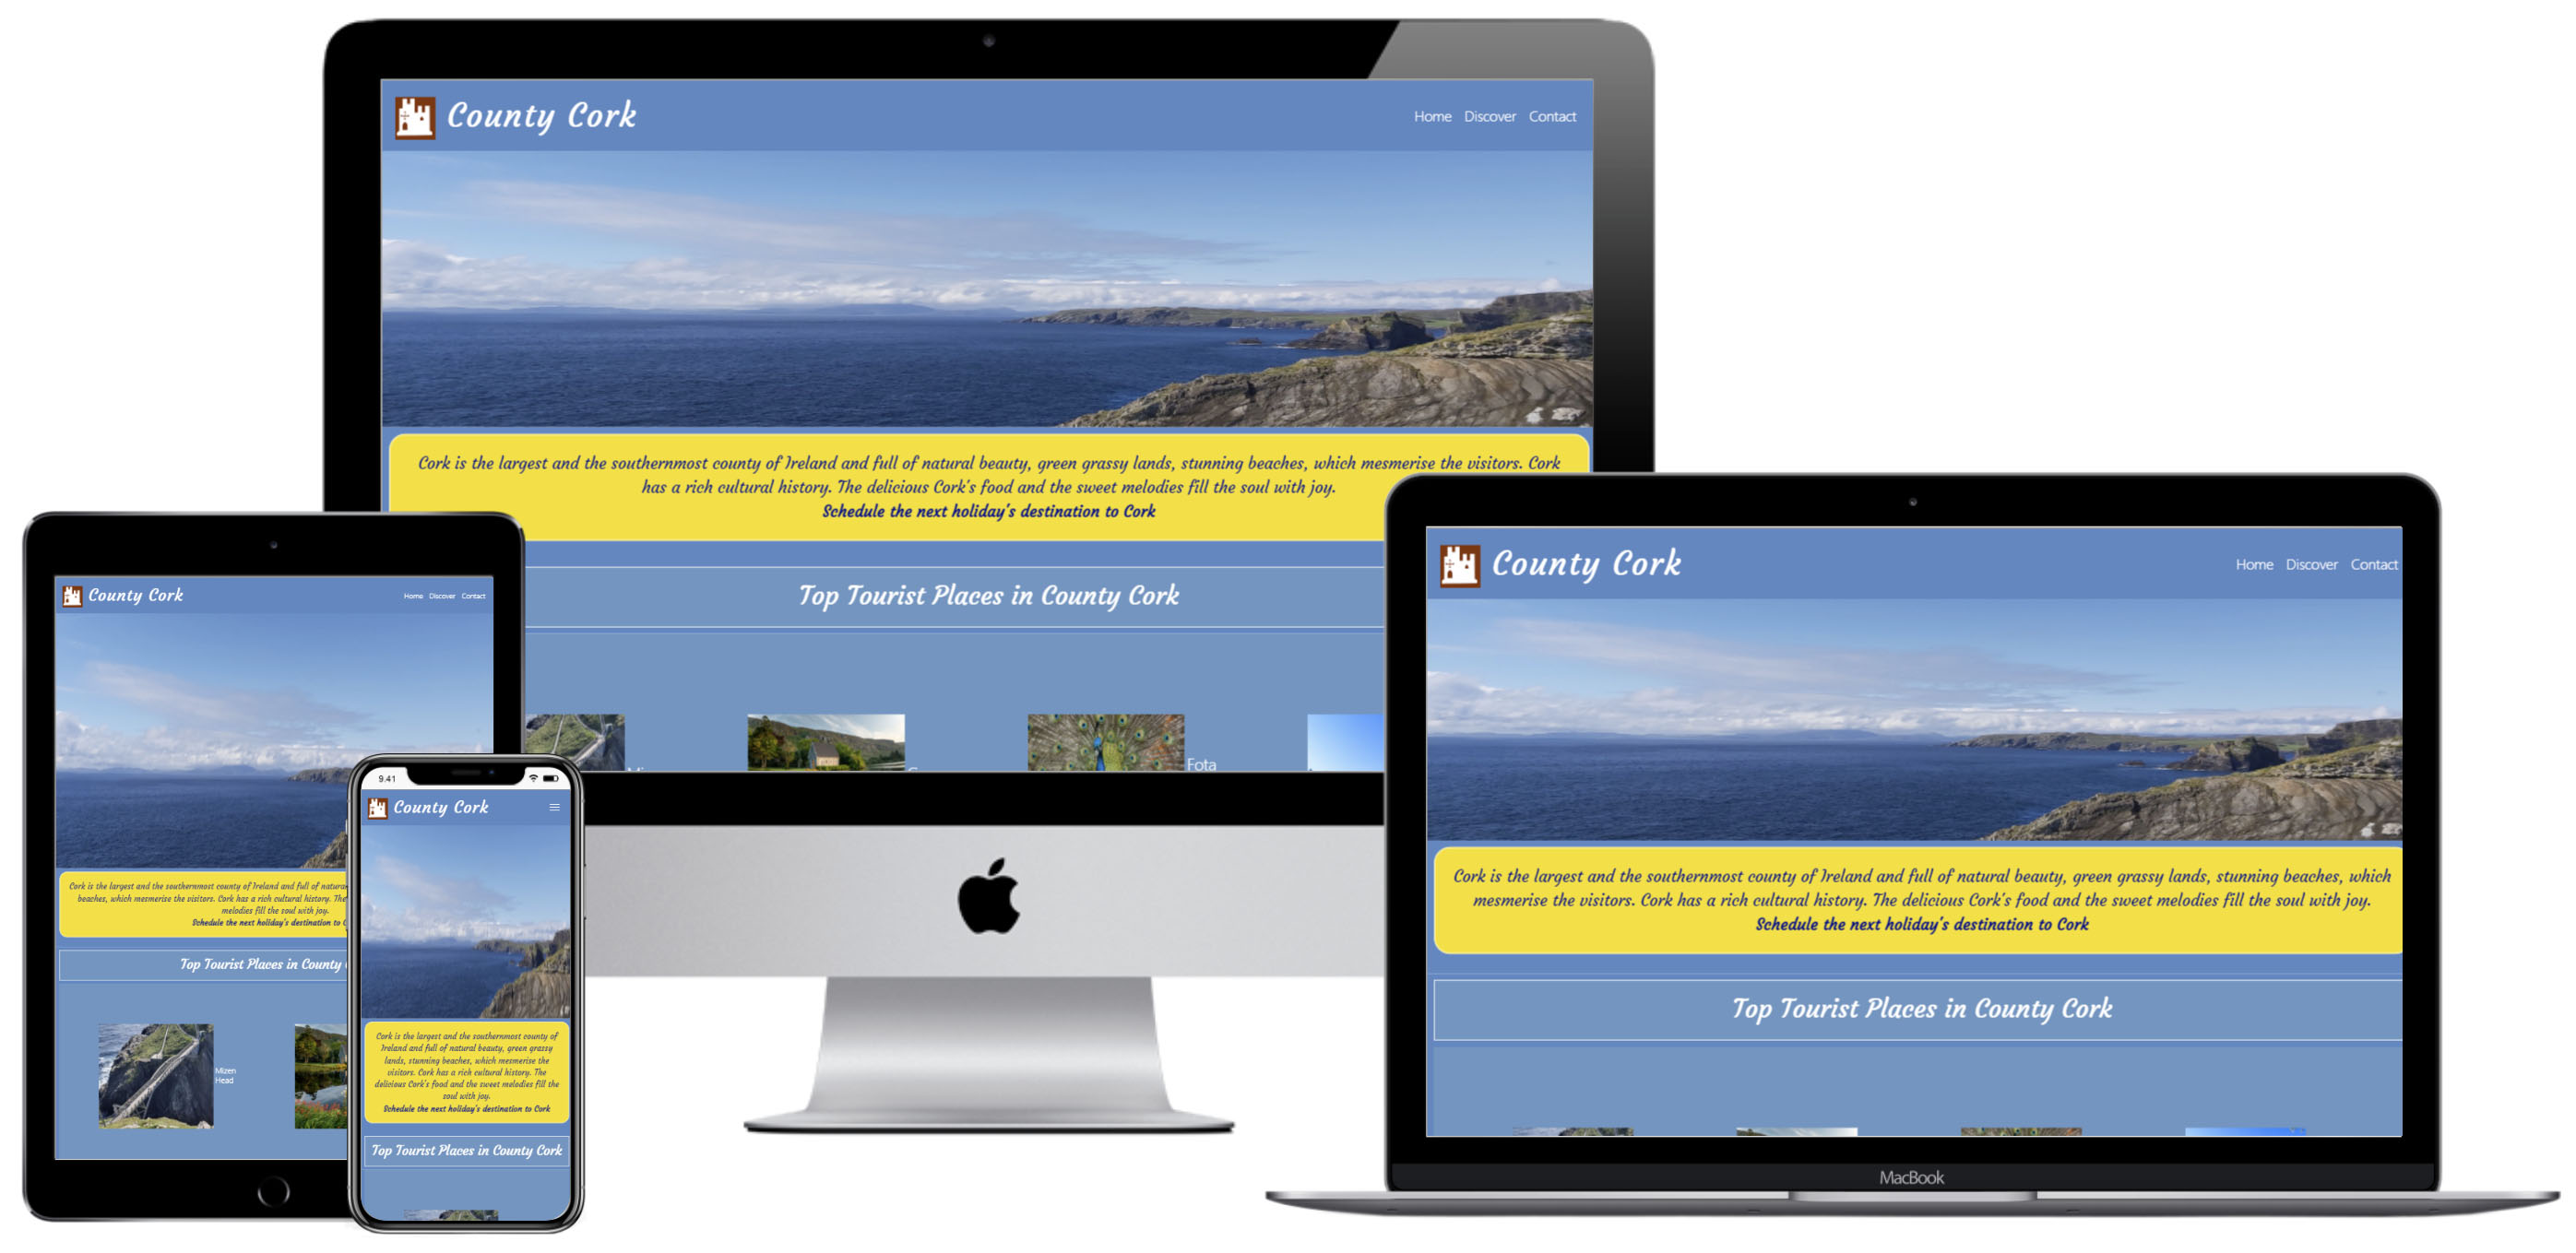 County Cork
Home Discover Contact
Cork is the largest and the southernmost county of Ireland and full of natural beauty, green grassy lands, stunning beaches, which mesmerise the visitors. Cork
has a rich cultural history. The delicious Cork's food and the sweet melodies fill the soul with joy.
Schedule the next holiday's destination to Cork
Top Tourist Places in County Cork
Fota
County Cork
Home Discover Contact
Cork is the largest and the southernmost county of Ireland and full of natura
beaches, which mesmerise the visitors. Cork has a rich cultural history. The
melodies fill the soul with joy.
Schedule the next holiday's destination to
Top Tourist Places in County
Mizen
Head
9.41
County Cork
Cork is the largest and the southernmost county of
Ireland and full of natural beauty, green grassy
lands, stunning beaches, which mesmerise the
visitors. Cork has a rich cultural history. The
delicious Cork's food and the sweet melodies fill the
soul with joy.
Schedule the next holiday's destination to Cork
Top Tourist Places in County Cork
County Cork
Home Discover Contact
Cork is the largest and the southernmost county of Ireland and full of natural beauty, green grassy lands, stunning beaches, which
mesmerise the visitors. Cork has a rich cultural history. The delicious Cork's food and the sweet melodies fill the soul with joy.
Schedule the next holiday's destination to Cork
Top Tourist Places in County Cork
MacBook